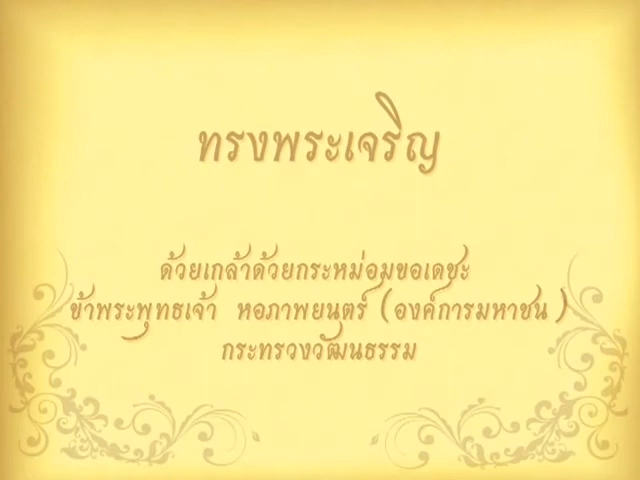 ทรงพระเจริญ
ด้วยเกล้าด้วยกระหม่อมขอเดชะ
ข้าพระพุทธเจ้า หอภาพยนตร์ (องค์การมหาชน)
กระทรวงวัฒนธรรม